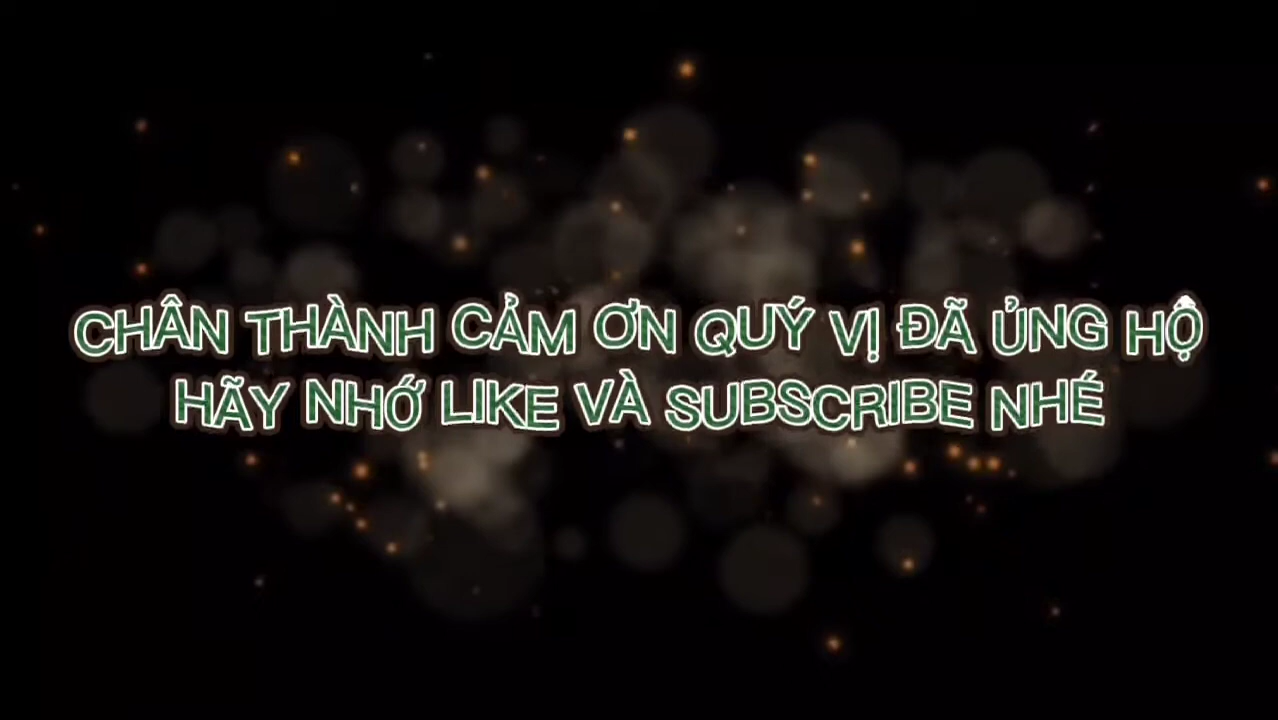 CHÂN THÀNH CẢM ƠN QUÝ VỊ ĐÃ ỦNG HỘ
HÃY NHỚ LIKE VÀ SUBSCRIBE NHÉ